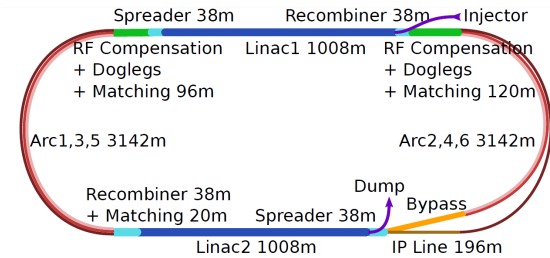 Spreader 38m
Recombiner 38m
Injector
RF Compensation
+ Doglegs
+ Matching 96m
Linac1 1008m
RF Compensation
+ Doglegs
+ Matching 120m
Arc1,3,5 3142m
Arc2,4,6 3142m
Recombiner 38m
+ Matching 20m
Spreader 38m
Dump
Bypass
Linac2 1008m
IP Line 196m